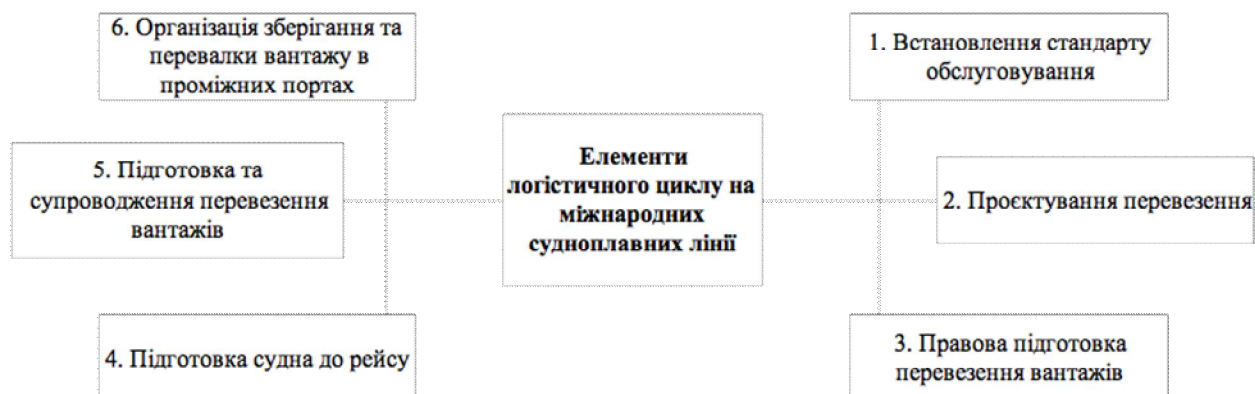 6. Організація зберігання та
перевалки вантажу в
проміжних портах
1. Встановлення стандарту
обслуговування
5. Підготовка та
супроводження перевезення
вантажів
Елементи
логістичного циклу на
міжнародних
судноплавних лінії
2. Проєктування перевезення
4. Підготовка судна до рейсу
3. Правова підготовка
перевезення вантажів